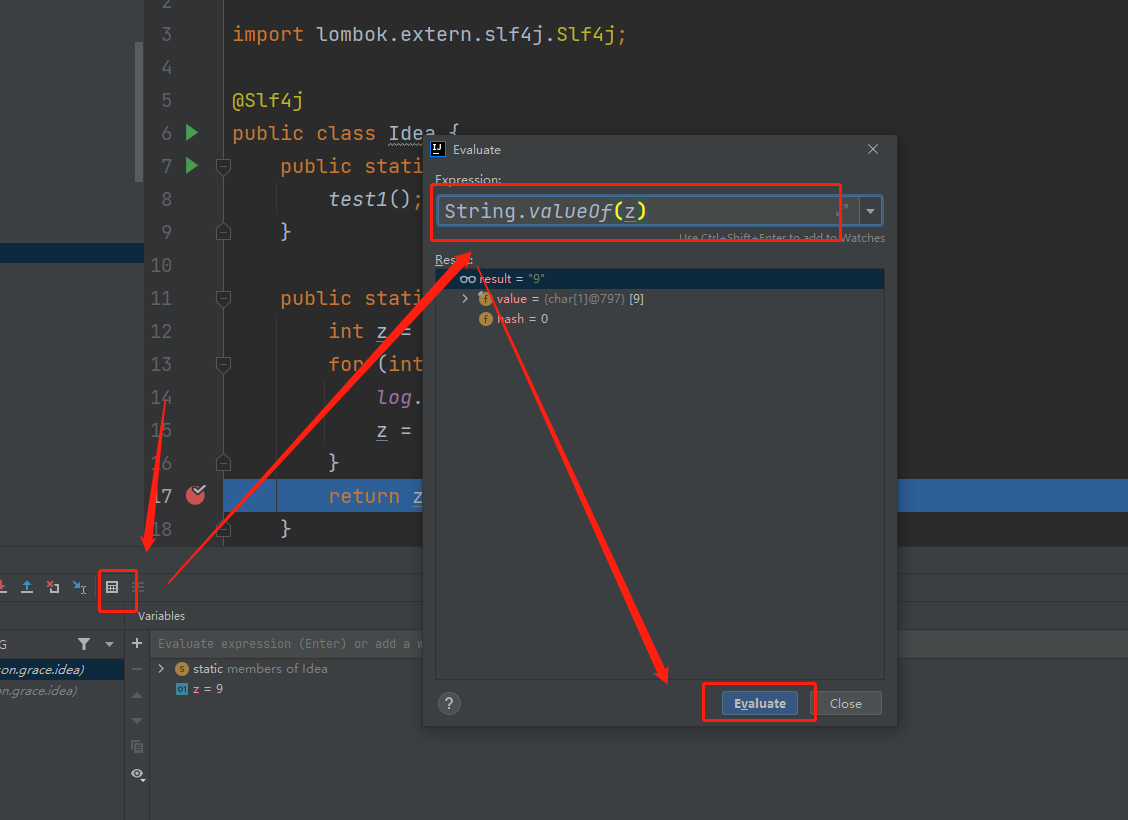 2
3 import lombok.extern.slf4j.Slf4j;
4
5 @Slf4j
6 public class Idea {
7 public stati
8 test1();
9 }
10
11 public stati
12 int z =
13 for (int
14 log.
15 z =
16 }
17 return z
18 }
Evaluate
Expression:
String.valueOf(z)
Use Ctrl+Shift+Enter to add to Watches
Result:
result = "9"
value = {char[1]@797} [9]
hash = 0
? Evaluate Close
Variables
G
Evaluate expression (Enter) or add a w
on.grace.idea)
on.grace.idea)
static members of Idea
z = 9